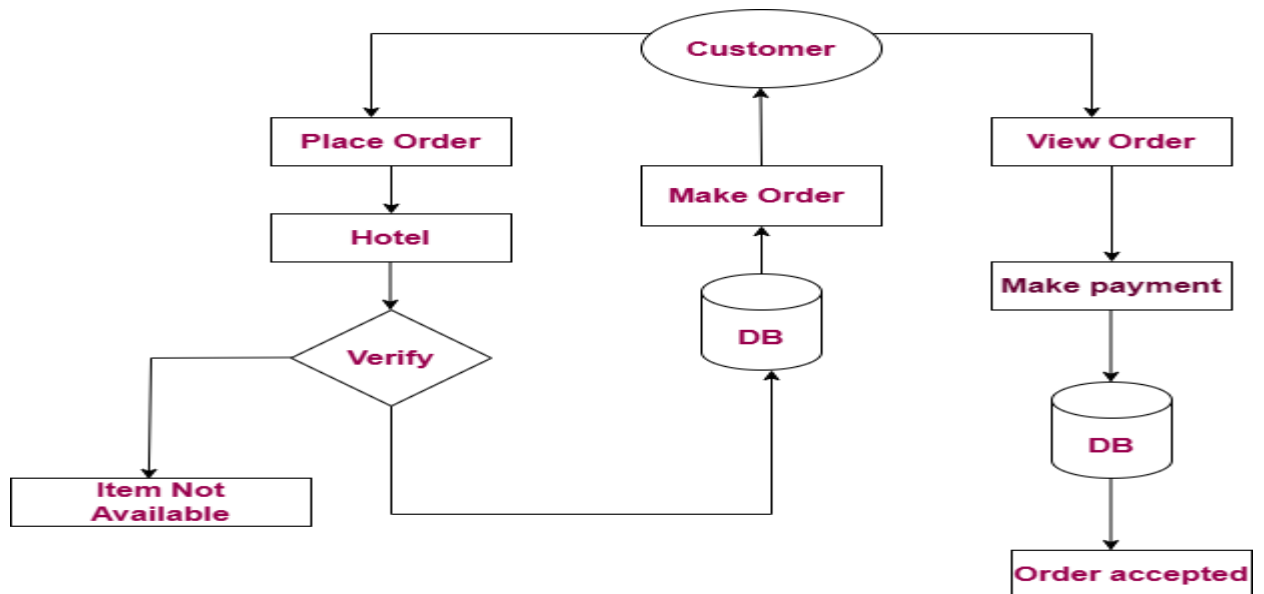 Customer
Place Order
View Order
Make Order
Hotel
Make payment
DB
Verify
DB
Item Not
Available
Order accepted